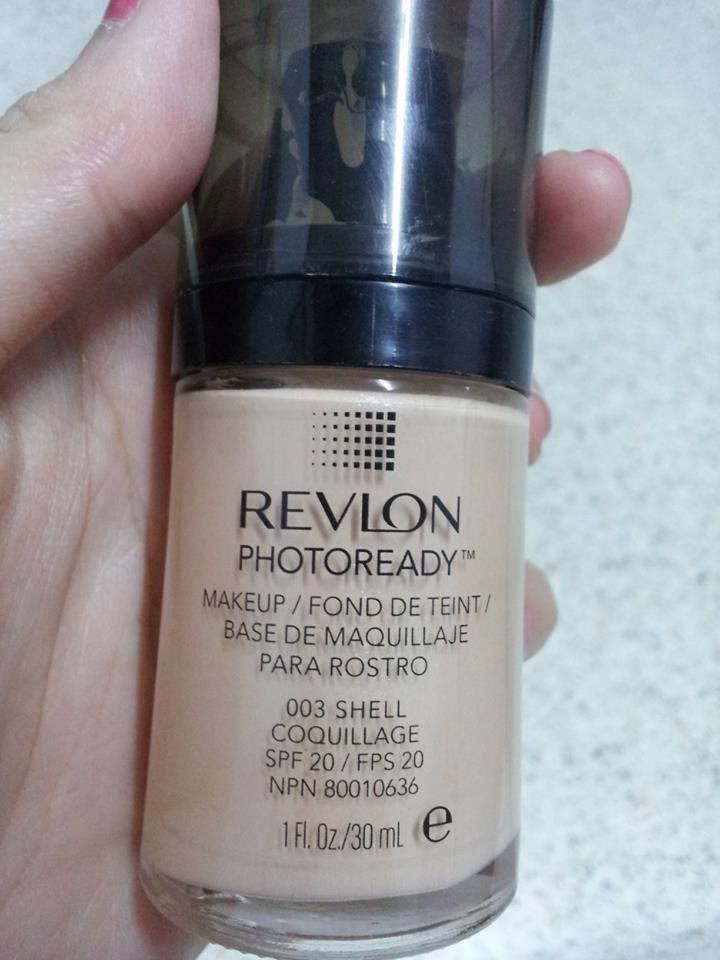 REVLON
PHOTOREADY™
MAKEUP / FOND DE TEINT /
BASE DE MAQUILLAJE
PARA ROSTRO
003 SHELL
COQUILLAGE
SPF 20 / FPS 20
NPN 80010636
1 Fl. Oz./30 mL e